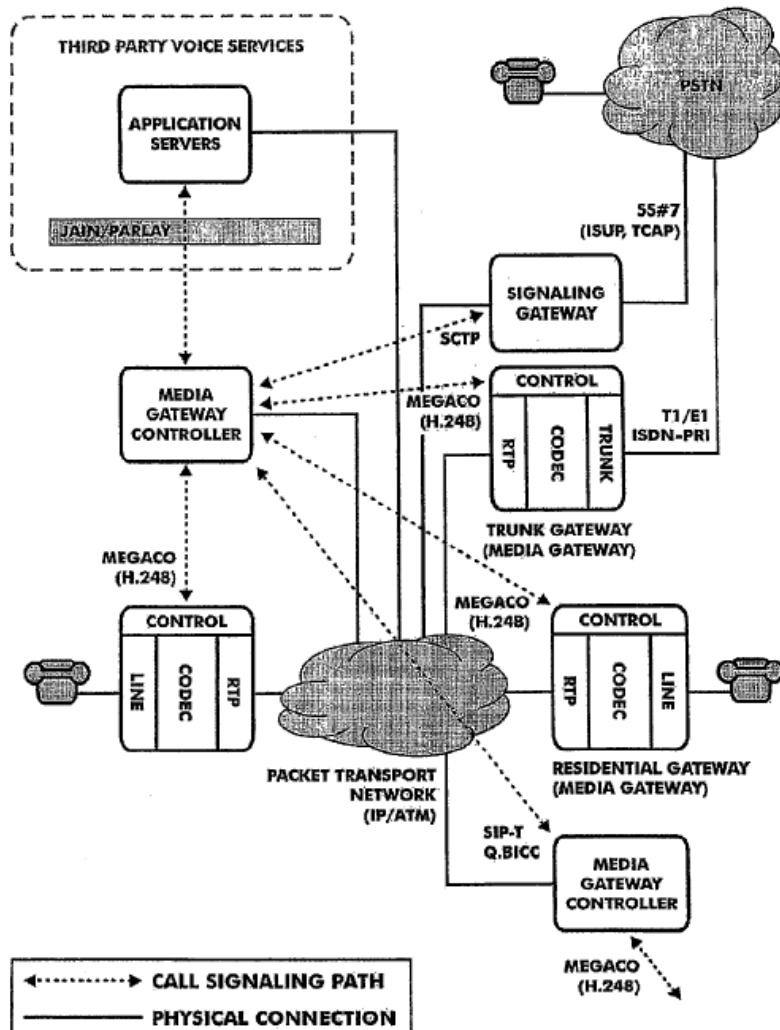 THIRD PARTY VOICE SERVICES
APPLICATION
SERVERS
JAIN/PARLAY
PSTN
SS#7
(ISUP, TCAP)
SIGNALING
GATEWAY
SCTP
MEDIA
GATEWAY
CONTROLLER
MEGACO
(H.248)
CONTROL
RTP
CODEC
TRUNK
T1/E1
ISDN-PRI
TRUNK GATEWAY
(MEDIA GATEWAY)
MEGACO
(H.248)
CONTROL
LINE
CODEC
RTP
MEGACO
(H.248)
CONTROL
RTP
CODEC
LINE
PACKET TRANSPORT
NETWORK
(IP/ATM)
RESIDENTIAL GATEWAY
(MEDIA GATEWAY)
SIP-T
Q.BICC
MEDIA
GATEWAY
CONTROLLER
MEGACO
(H.248)
CALL SIGNALING PATH
PHYSICAL CONNECTION